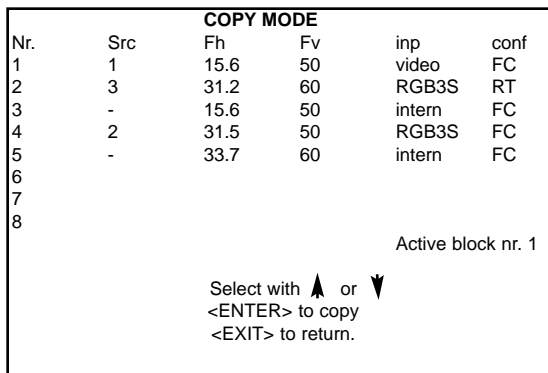 COPY MODE
Nr. Src Fh Fv inp conf
1 1 15.6 50 video FC
2 3 31.2 60 RGB3S RT
3 - 15.6 50 intern FC
4 2 31.5 50 RGB3S FC
5 - 33.7 60 intern FC
6
7
8
Active block nr. 1
Select with or
<ENTER> to copy
<EXIT> to return.